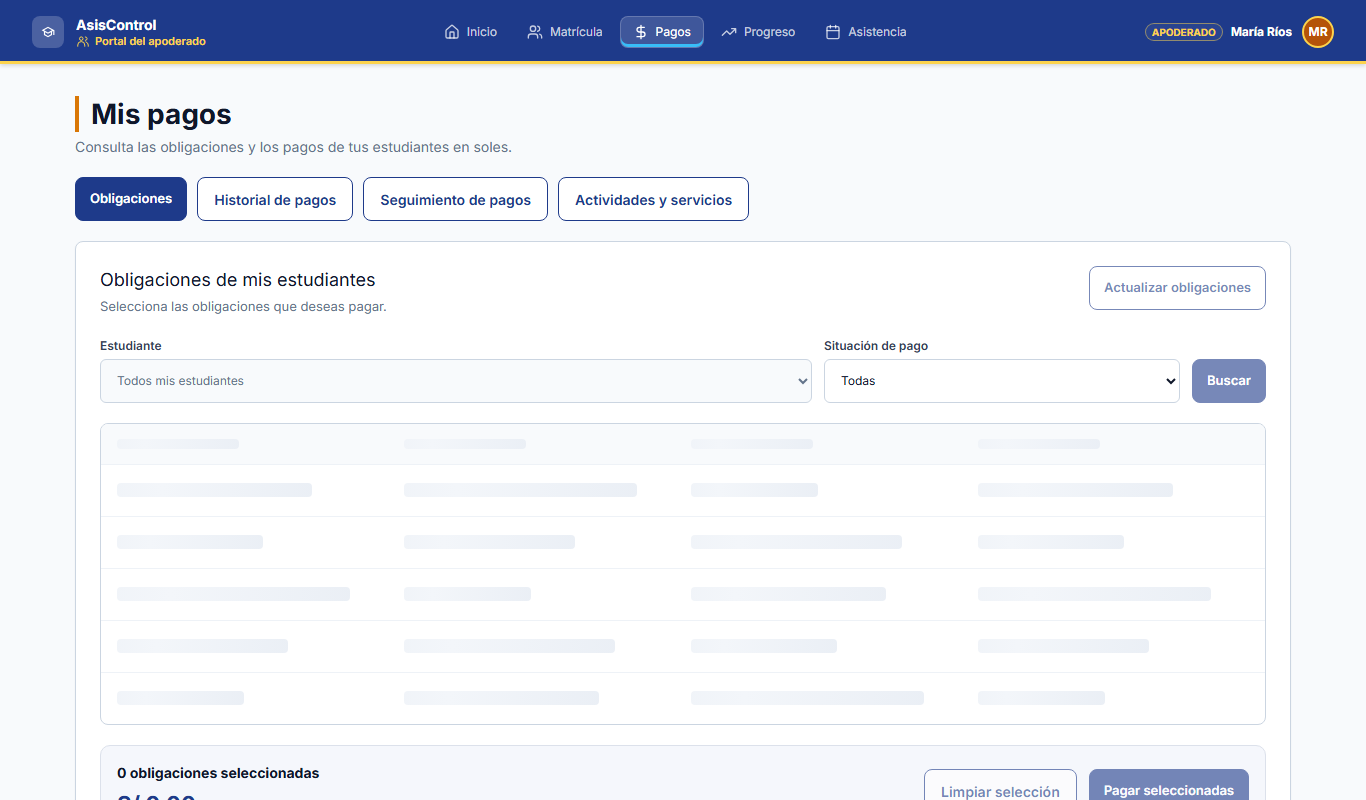 AsisControl
Portal del apoderado
Inicio
Matrícula
Pagos
Progreso
Asistencia
APODERADO
María Ríos
MR
Mis pagos
Consulta las obligaciones y los pagos de tus estudiantes en soles.
Obligaciones
Historial de pagos
Seguimiento de pagos
Actividades y servicios
Obligaciones de mis estudiantes
Selecciona las obligaciones que deseas pagar.
Actualizar obligaciones
Estudiante
Situación de pago
Todos mis estudiantes
Todas
Buscar
0 obligaciones seleccionadas
Limpiar selección
Pagar seleccionadas